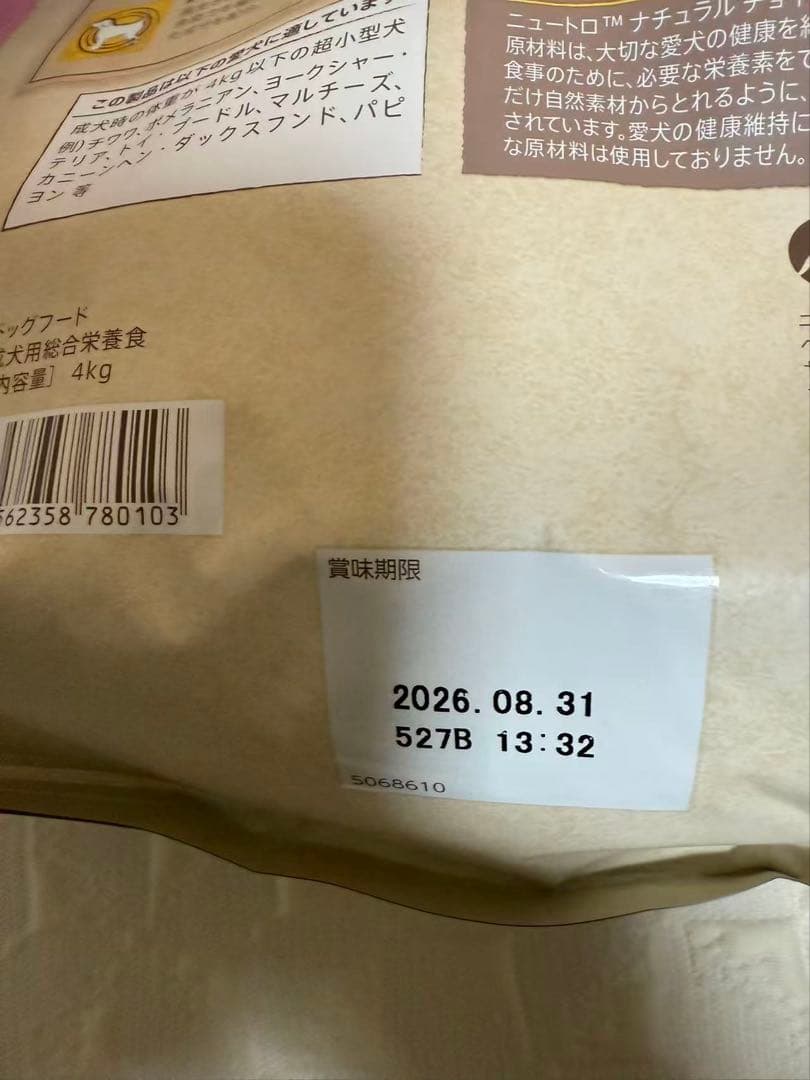 この製品は以下の愛犬に適しています
成犬時の体重が4kg以下の超小型犬
例)チワワ、ポメラニアン、ヨークシャー・
テリア、トイ・プードル、マルチーズ、
カニーンヘン・ダックスフンド、パピ
ヨン 等
ニュートロ™ ナチュラル チョイ
原材料は、大切な愛犬の健康を
食事のために、必要な栄養素を
だけ自然素材からとれるように、
されています。愛犬の健康維持に
な原材料は使用しておりません。
ドッグフード
成犬用総合栄養食
内容量] 4kg
562358 780103
賞味期限
2026.08.31
527B 13:32
5068610